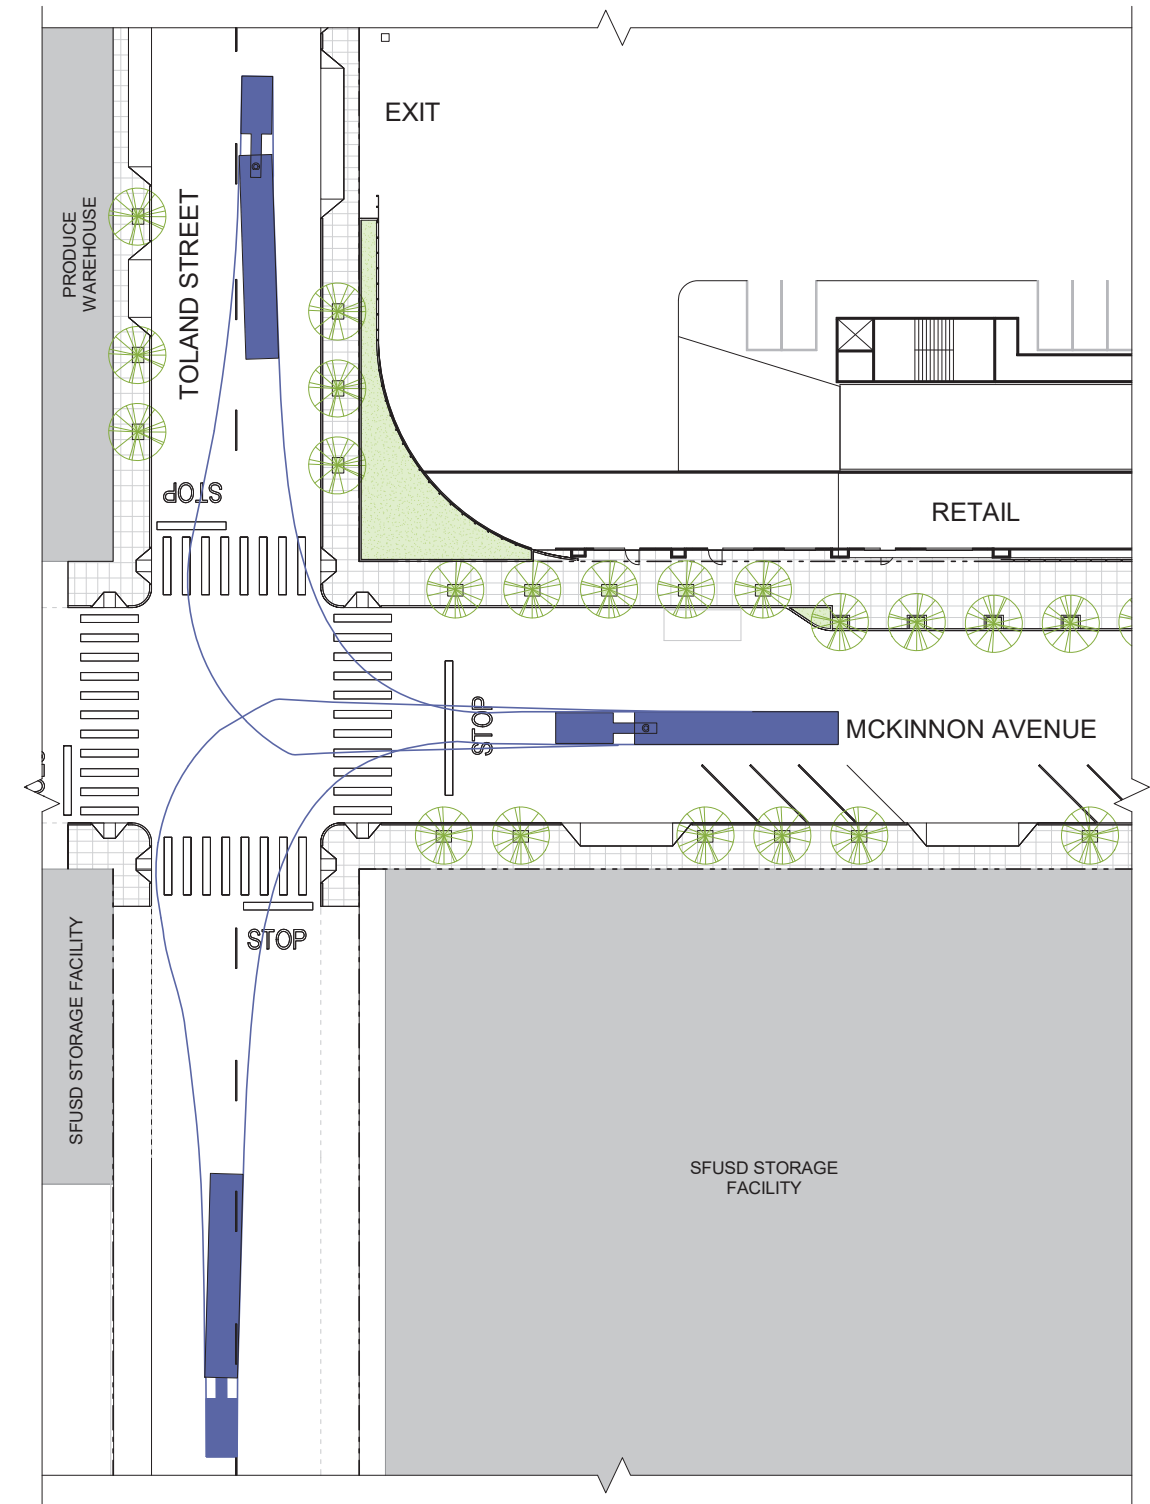 EXIT
PRODUCE
WAREHOUSE
TOLAND STREET
STOP
RETAIL
STOP
MCKINNON AVENUE
STOP
SFUSD STORAGE FACILITY
SFUSD STORAGE
FACILITY